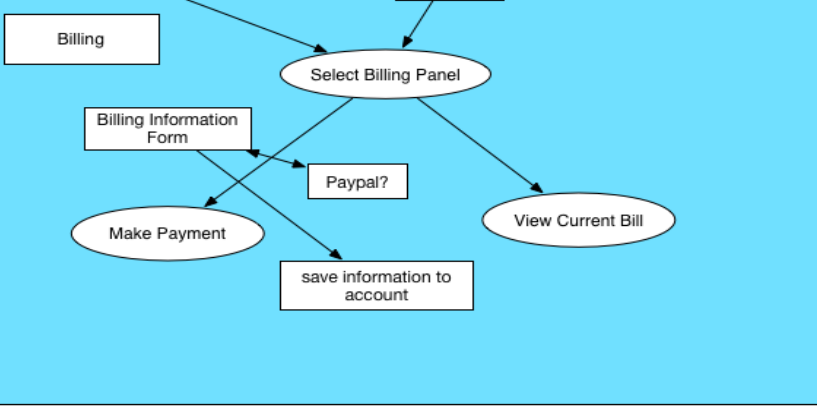 Billing
Select Billing Panel
Billing Information
Form
Paypal?
Make Payment
View Current Bill
save information to
account